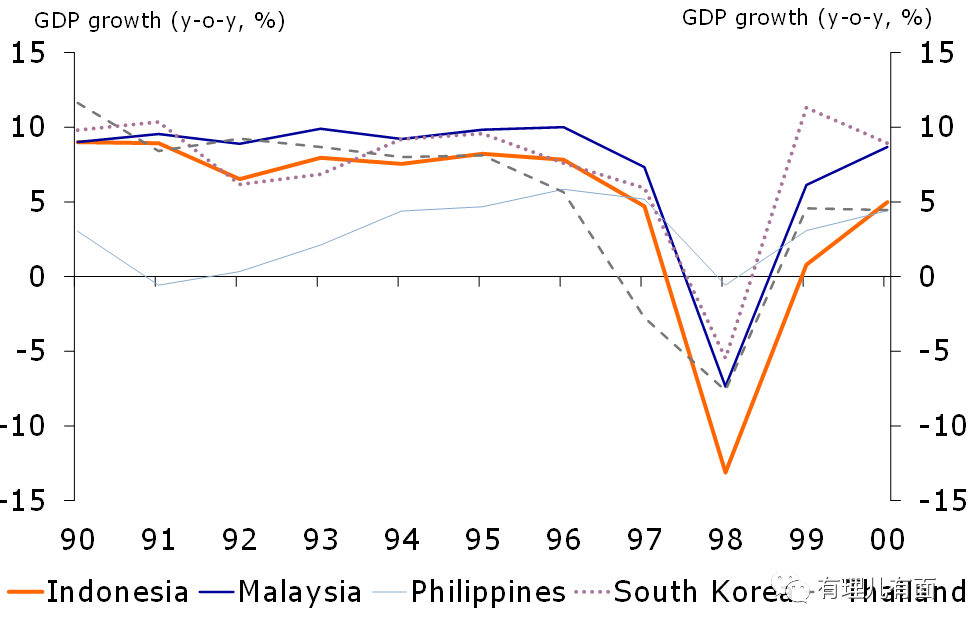 GDP growth (y-o-y, %) GDP growth (y-o-y, %)
15 15
10 10
5 5
0 0
-5 -5
-10 -10
-15 -15
90 91 92 93 94 95 96 97 98 99 00
Indonesia Malaysia Philippines South Korea Thailand
有理儿有面